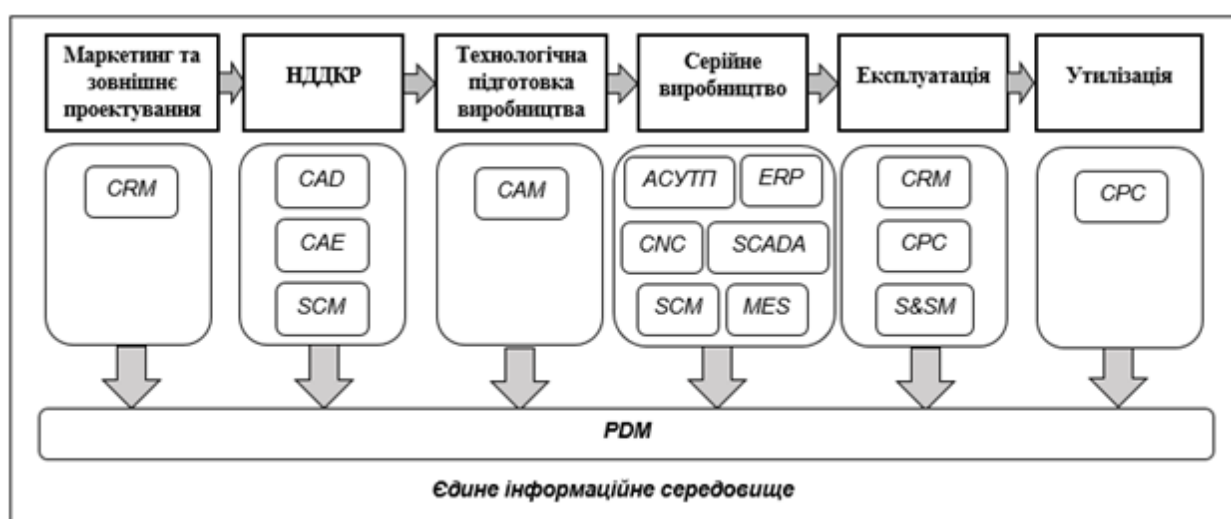 Маркетинг та
зовнішнє
проектування
НДДКР
Технологічна
підготовка
виробництва
Серійне
виробництво
Експлуатація
Утилізація
CRM
CAD
CAE
SCM
CAM
АСУТП
ERP
CNC
SCADA
SCM
MES
CRM
CPC
S&SM
CPC
PDM
Єдине інформаційне середовище